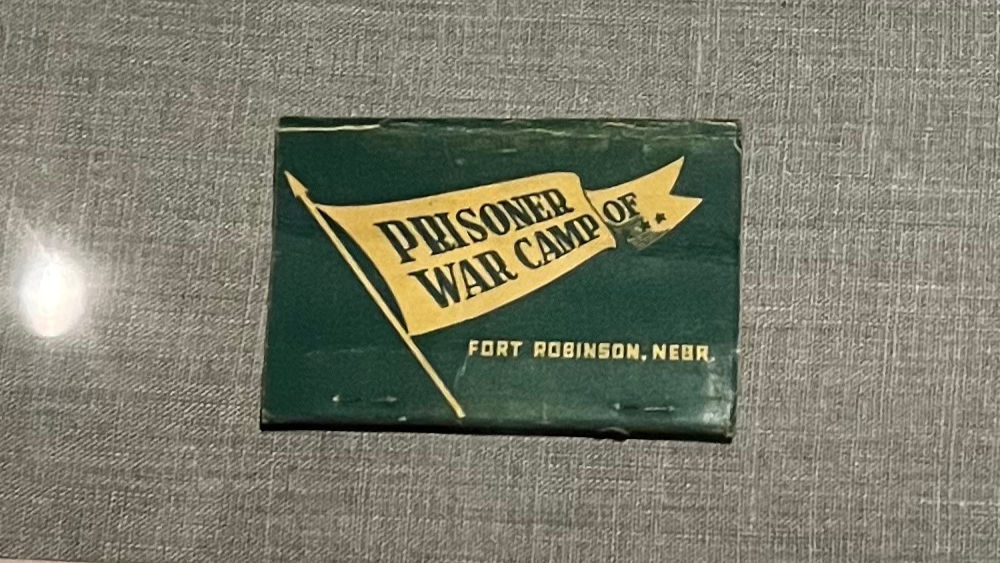 PRISONER OF
WAR CAMP
FORT ROBINSON, NEBR.